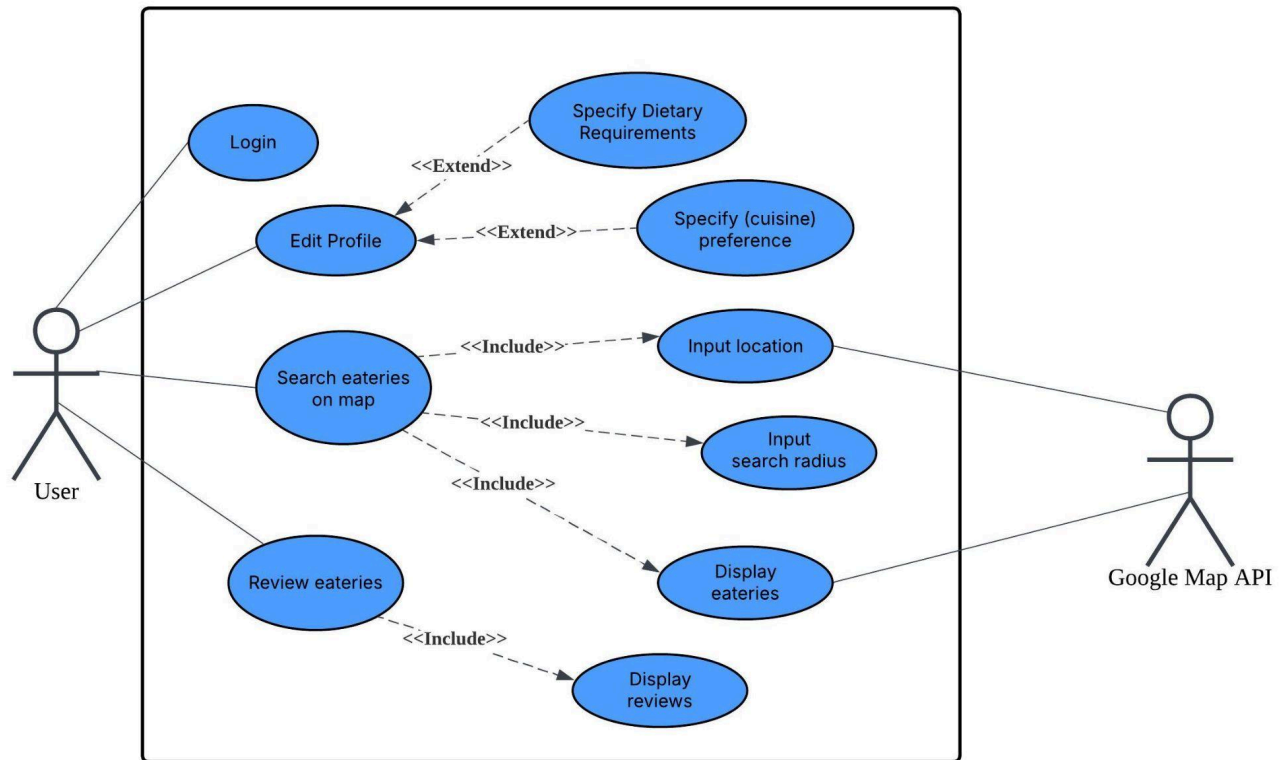 Specify Dietary
Requirements
Login
<<Extend>>
Specify (cuisine)
preference
Edit Profile
<<Extend>>
Input location
<<Include>>
Search eateries
on map
<<Include>>
Input
search radius
<<Include>>
User
Display
eateries
Google Map API
Review eateries
<<Include>>
Display
reviews